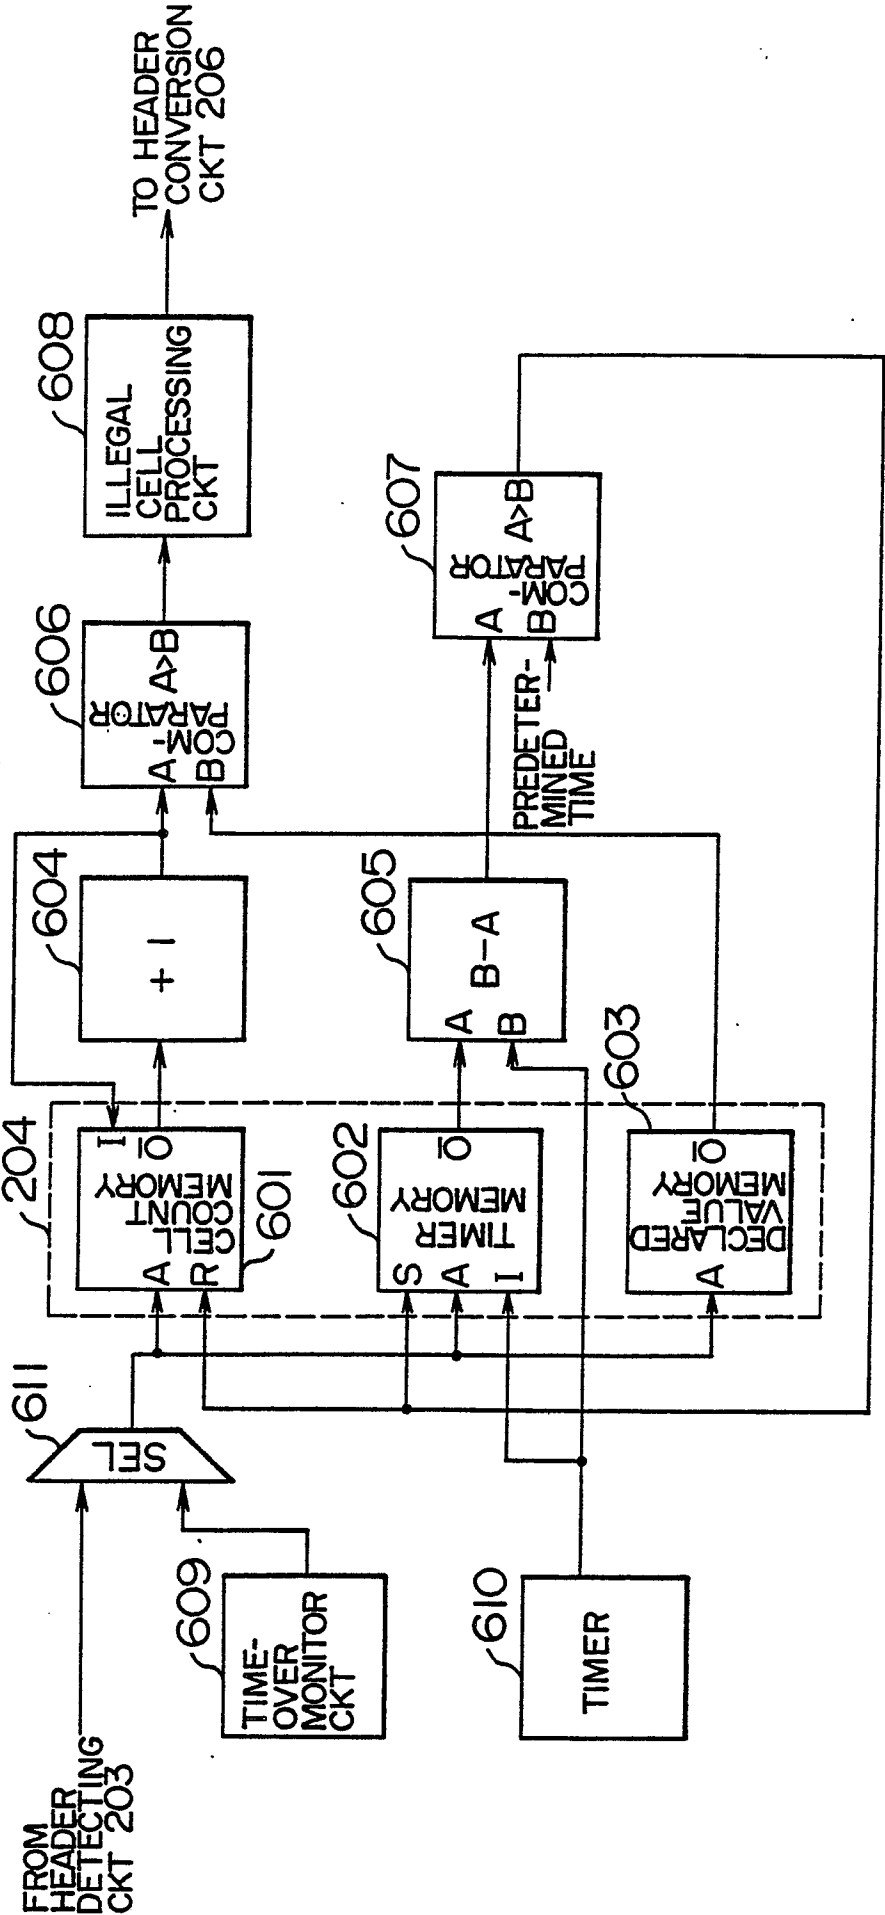 FROM
HEADER
DETECTING
CKT 203
611
SEL
609
TIME-
OVER
MONITOR
CKT
610
TIMER
204
A
R
I
O
CELL
COUNT
MEMORY
601
602
S
A
I
O
TIMER
MEMORY
603
A
O
DECLARED
VALUE
MEMORY
604
+ 1
605
A
B
B-A
606
A
B
COM-
PARATOR
A>B
PREDETER-
MINED
TIME
607
A
B
COM-
PARATOR
A>B
608
ILLEGAL
CELL
PROCESSING
CKT
TO HEADER
CONVERSION
CKT 206